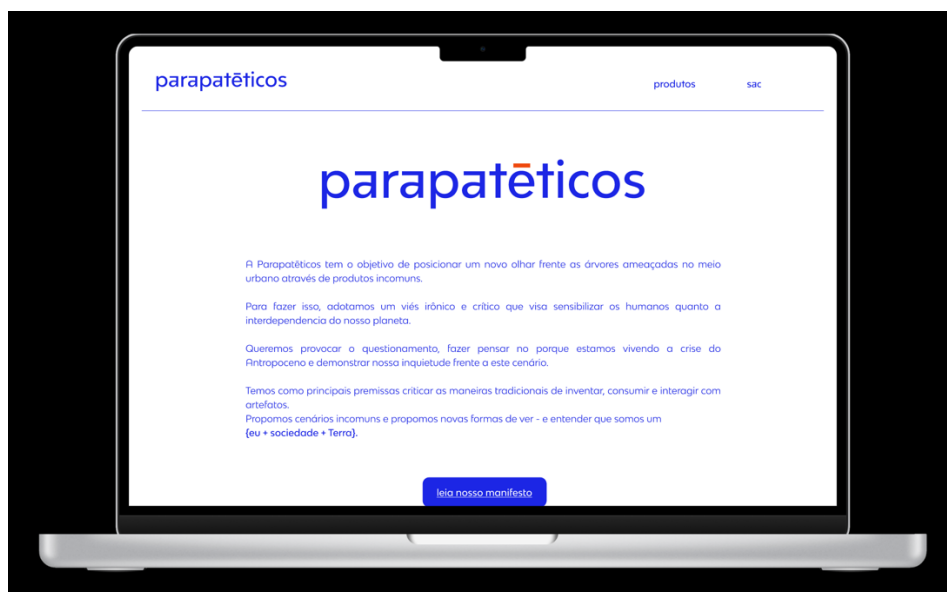 parapatēticos
produtos
sac
parapatēticos
A Parapatēticos tem o objetivo de posicionar um novo olhar frente as árvores ameaçadas no meio
urbano através de produtos incomuns.
Para fazer isso, adotamos um viés irônico e crítico que visa sensibilizar os humanos quanto a
interdependencia do nosso planeta.
Queremos provocar o questionamento, fazer pensar no porque estamos vivendo a crise do
Antropoceno e demonstrar nossa inquietude frente a este cenário.
Temos como principais premissas criticar as maneiras tradicionais de inventar, consumir e interagir com
artefatos.
Propomos cenários incomuns e propomos novas formas de ver - e entender que somos um
{eu + sociedade + Terra}.
leia nosso manifesto